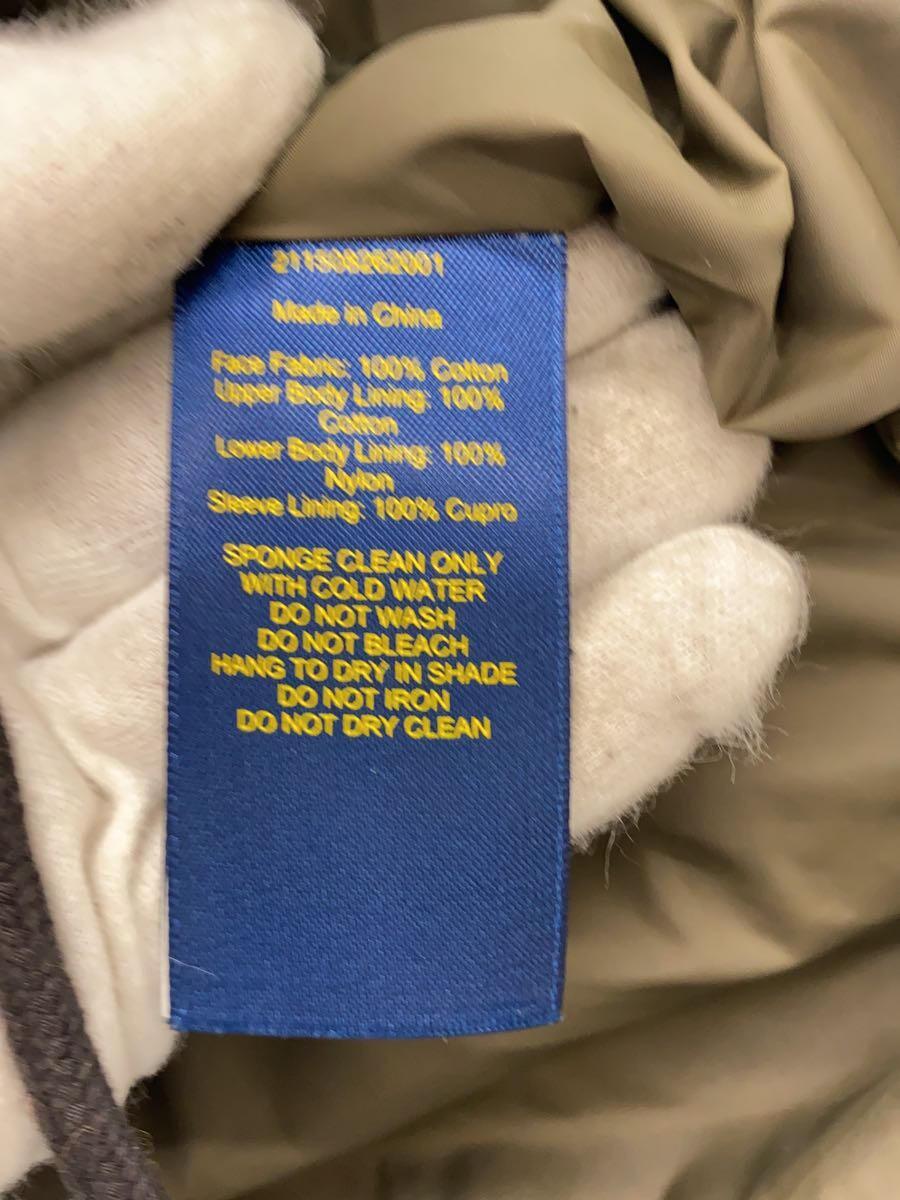 211508262001
Made in China
Face Fabric: 100% Cotton
Upper Body Lining: 100%
Cotton
Lower Body Lining: 100%
Nylon
Sleeve Lining: 100% Cupro
SPONGE CLEAN ONLY
WITH COLD WATER
DO NOT WASH
DO NOT BLEACH
HANG TO DRY IN SHADE
DO NOT IRON
DO NOT DRY CLEAN